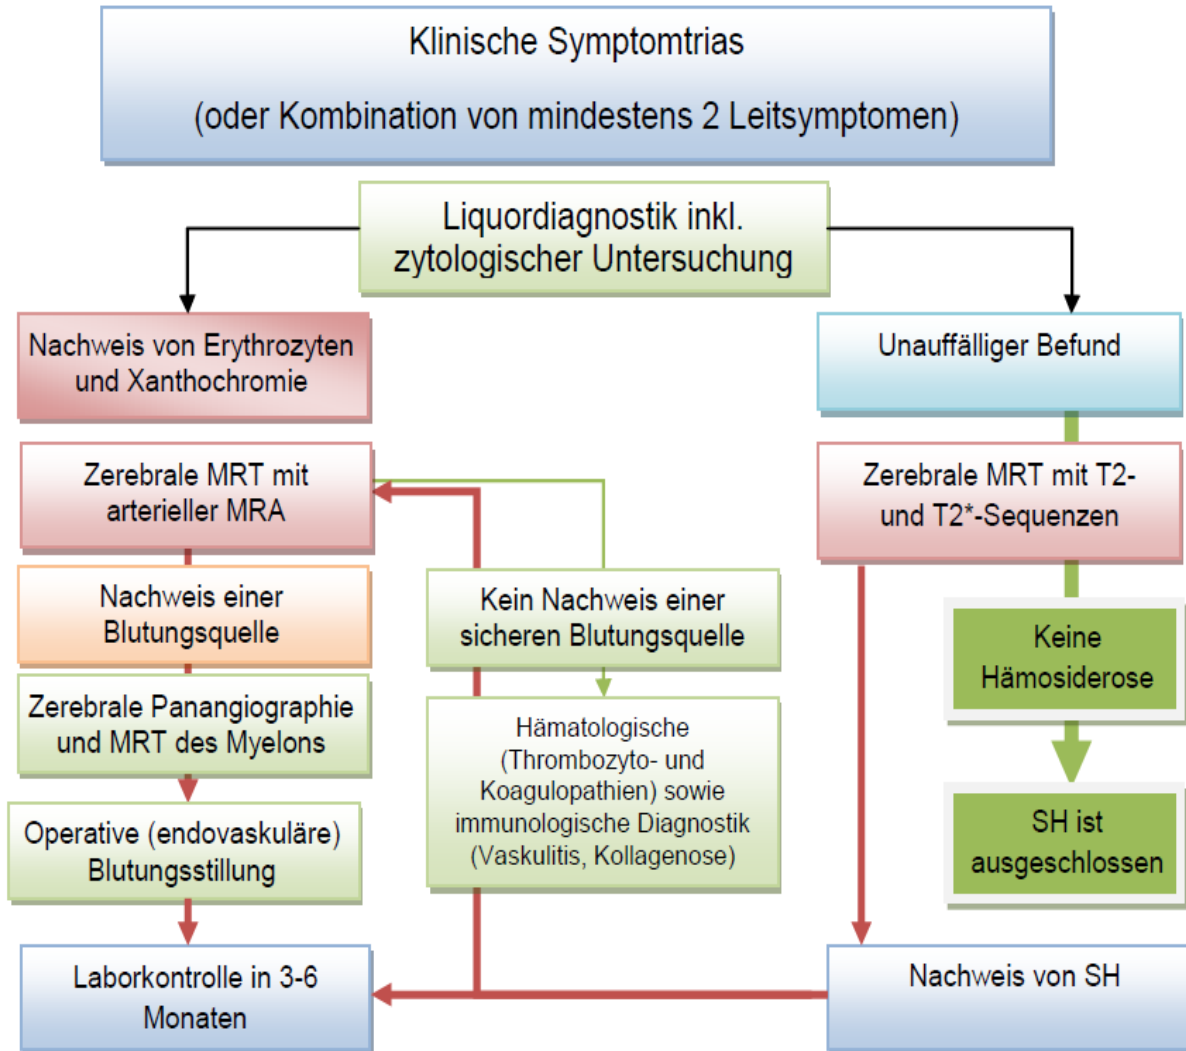 Klinische Symptomtrias
(oder Kombination von mindestens 2 Leitsymptomen)
Liquordiagnostik inkl.
zytologischer Untersuchung
Nachweis von Erythrozyten
und Xanthochromie
Unauffälliger Befund
Zerebrale MRT mit
arterieller MRA
Zerebrale MRT mit T2-
und T2*-Sequenzen
Nachweis einer
Blutungsquelle
Kein Nachweis einer
sicheren Blutungsquelle
Keine
Hämosiderose
Zerebrale Panangiographie
und MRT des Myelons
Hämatologische
(Thrombozyto- und
Koagulopathien) sowie
immunologische Diagnostik
(Vaskulitis, Kollagenose)
Operative (endovaskuläre)
Blutungsstillung
SH ist
ausgeschlossen
Laborkontrolle in 3-6
Monaten
Nachweis von SH